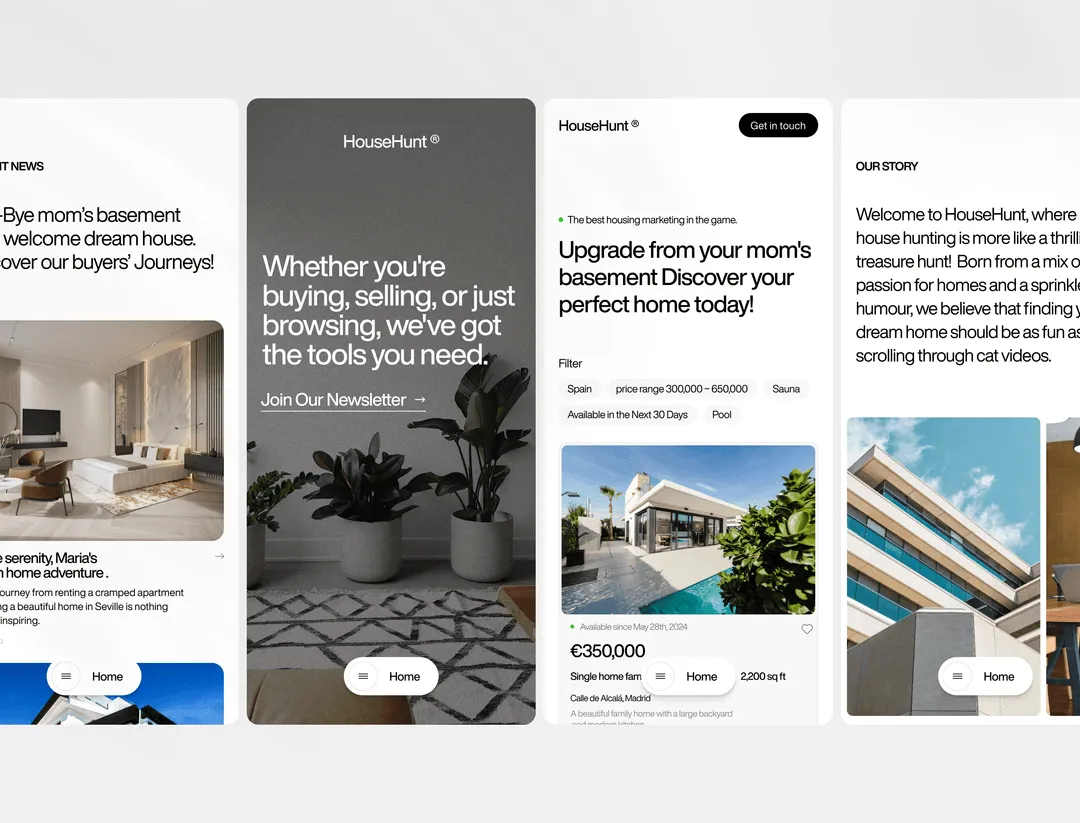 T NEWS
-Bye mom's basement
welcome dream house.
cover our buyers' Journeys!
serenity, Maria's
home adventure.
ourney from renting a cramped apartment
ng a beautiful home in Seville is nothing
inspiring.
Home
HouseHunt ®
Whether you're
buying, selling, or just
browsing, we've got
the tools you need.
Join Our Newsletter →
Home
HouseHunt ®
Get in touch
The best housing marketing in the game.
Upgrade from your mom's
basement Discover your
perfect home today!
Filter
Spain
price range 300,000 ~ 650,000
Sauna
Available in the Next 30 Days
Pool
Available since May 28th, 2024
€350,000
Single home fam
2,200 sq ft
Home
Calle de Alcalá, Madrid
A beautiful family home with a large backyard
and modern kitchen
OUR STORY
Welcome to HouseHunt, where
house hunting is more like a thrilli
treasure hunt! Born from a mix o
passion for homes and a sprinkle
humour, we believe that finding y
dream home should be as fun as
scrolling through cat videos.
Home